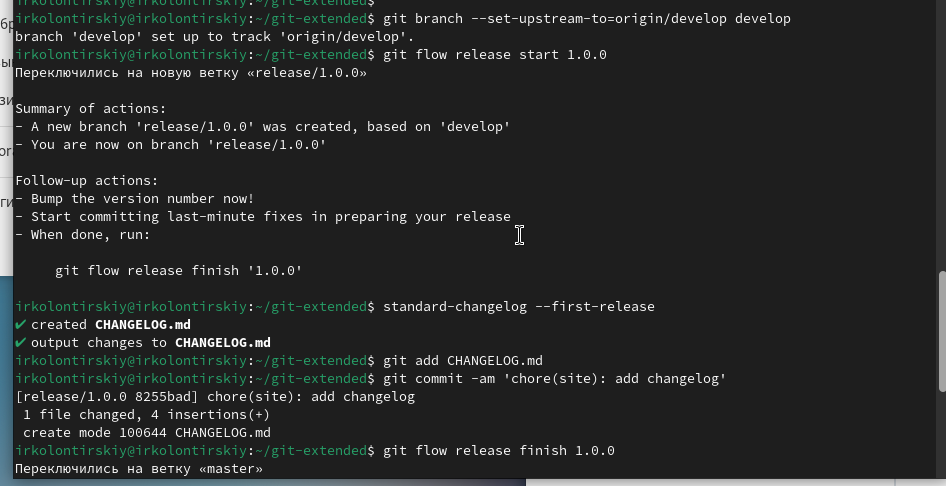 irkolontirskiy@irkolontirskiy:~/git-extended$ git branch --set-upstream-to=origin/develop develop
branch 'develop' set up to track 'origin/develop'.
irkolontirskiy@irkolontirskiy:~/git-extended$ git flow release start 1.0.0
Переключились на новую ветку «release/1.0.0»
Summary of actions:
- A new branch 'release/1.0.0' was created, based on 'develop'
- You are now on branch 'release/1.0.0'
Follow-up actions:
- Bump the version number now!
- Start committing last-minute fixes in preparing your release
- When done, run:
git flow release finish '1.0.0'
irkolontirskiy@irkolontirskiy:~/git-extended$ standard-changelog --first-release
✔ created CHANGELOG.md
✔ output changes to CHANGELOG.md
irkolontirskiy@irkolontirskiy:~/git-extended$ git add CHANGELOG.md
irkolontirskiy@irkolontirskiy:~/git-extended$ git commit -am 'chore(site): add changelog'
[release/1.0.0 8255bad] chore(site): add changelog
1 file changed, 4 insertions(+)
create mode 100644 CHANGELOG.md
irkolontirskiy@irkolontirskiy:~/git-extended$ git flow release finish 1.0.0
Переключились на ветку «master»